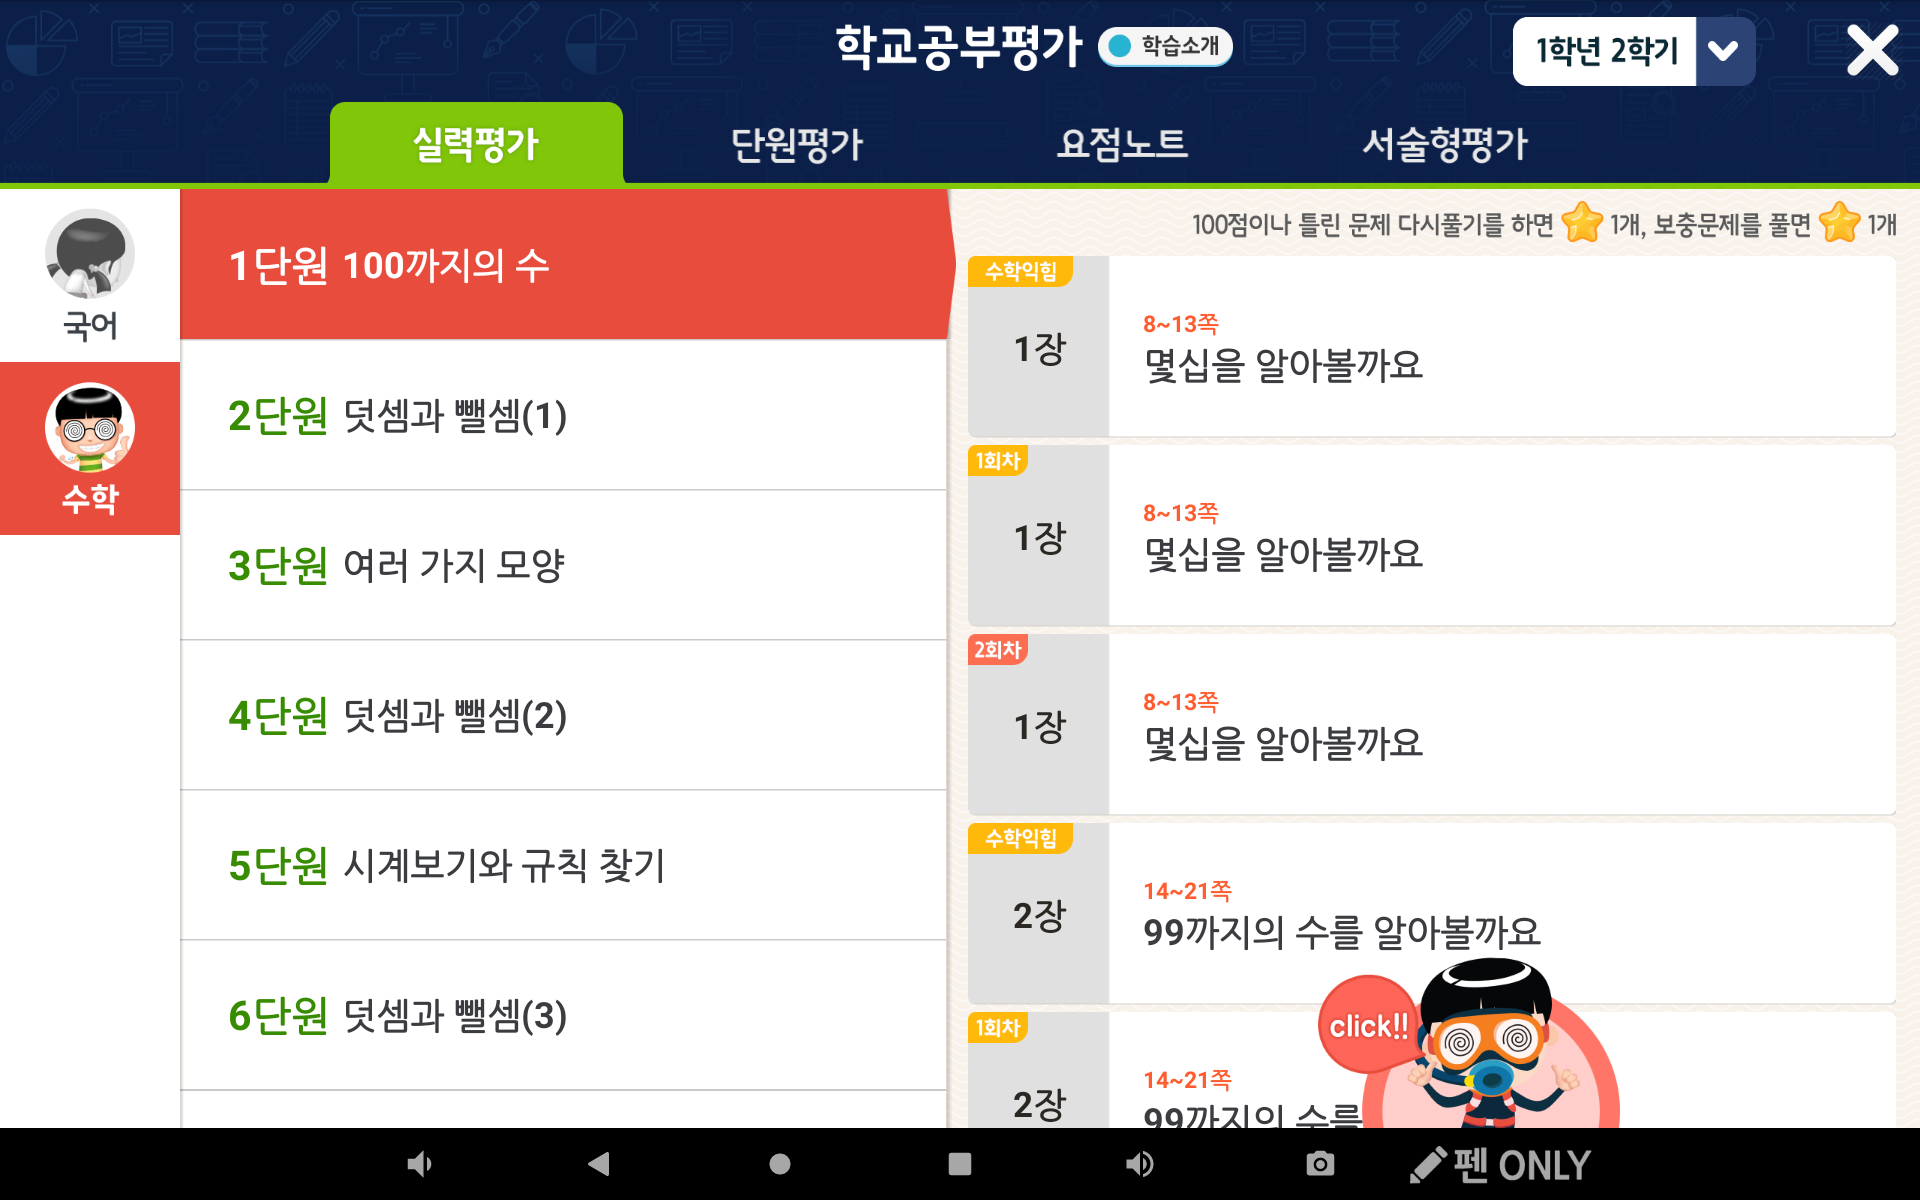 학교공부평가
학습소개
1학년 2학기
실력평가
단원평가
요점노트
서술형평가
국어
수학
1단원 100까지의 수
2단원 덧셈과 뺄셈(1)
3단원 여러 가지 모양
4단원 덧셈과 뺄셈(2)
5단원 시계보기와 규칙 찾기
6단원 덧셈과 뺄셈(3)
100점이나 틀린 문제 다시풀기를 하면 1개, 보충문제를 풀면 1개
수학익힘
1장
8~13쪽
몇십을 알아볼까요
1회차
1장
8~13쪽
몇십을 알아볼까요
2회차
1장
8~13쪽
몇십을 알아볼까요
수학익힘
2장
14~21쪽
99까지의 수를 알아볼까요
1회차
2장
14~21쪽
99까지의 수를
click!!
펜 ONLY